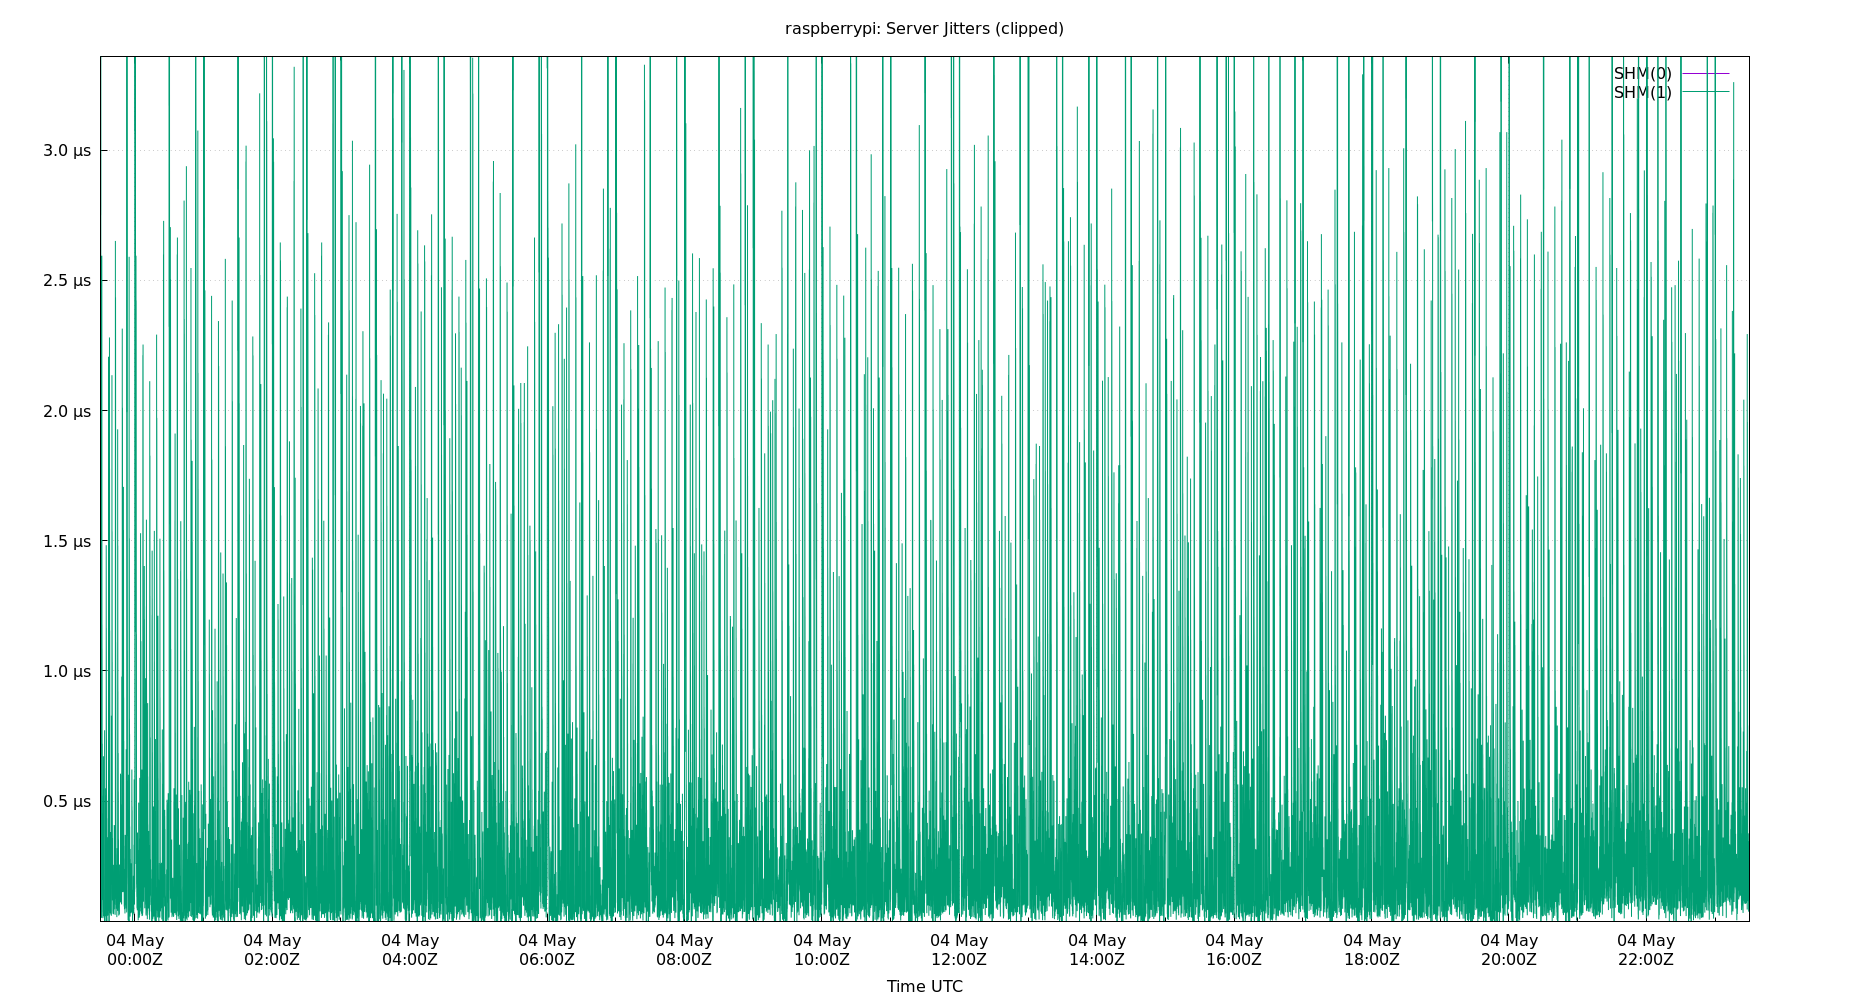 raspberrypi: Server Jitters (clipped)
SHM(0)
SHM(1)
3.0 µs
2.5 µs
2.0 µs
1.5 µs
1.0 µs
0.5 µs
04 May 04 May 04 May 04 May 04 May 04 May 04 May 04 May 04 May 04 May 04 May 04 May
00:00Z 02:00Z 04:00Z 06:00Z 08:00Z 10:00Z 12:00Z 14:00Z 16:00Z 18:00Z 20:00Z 22:00Z
Time UTC